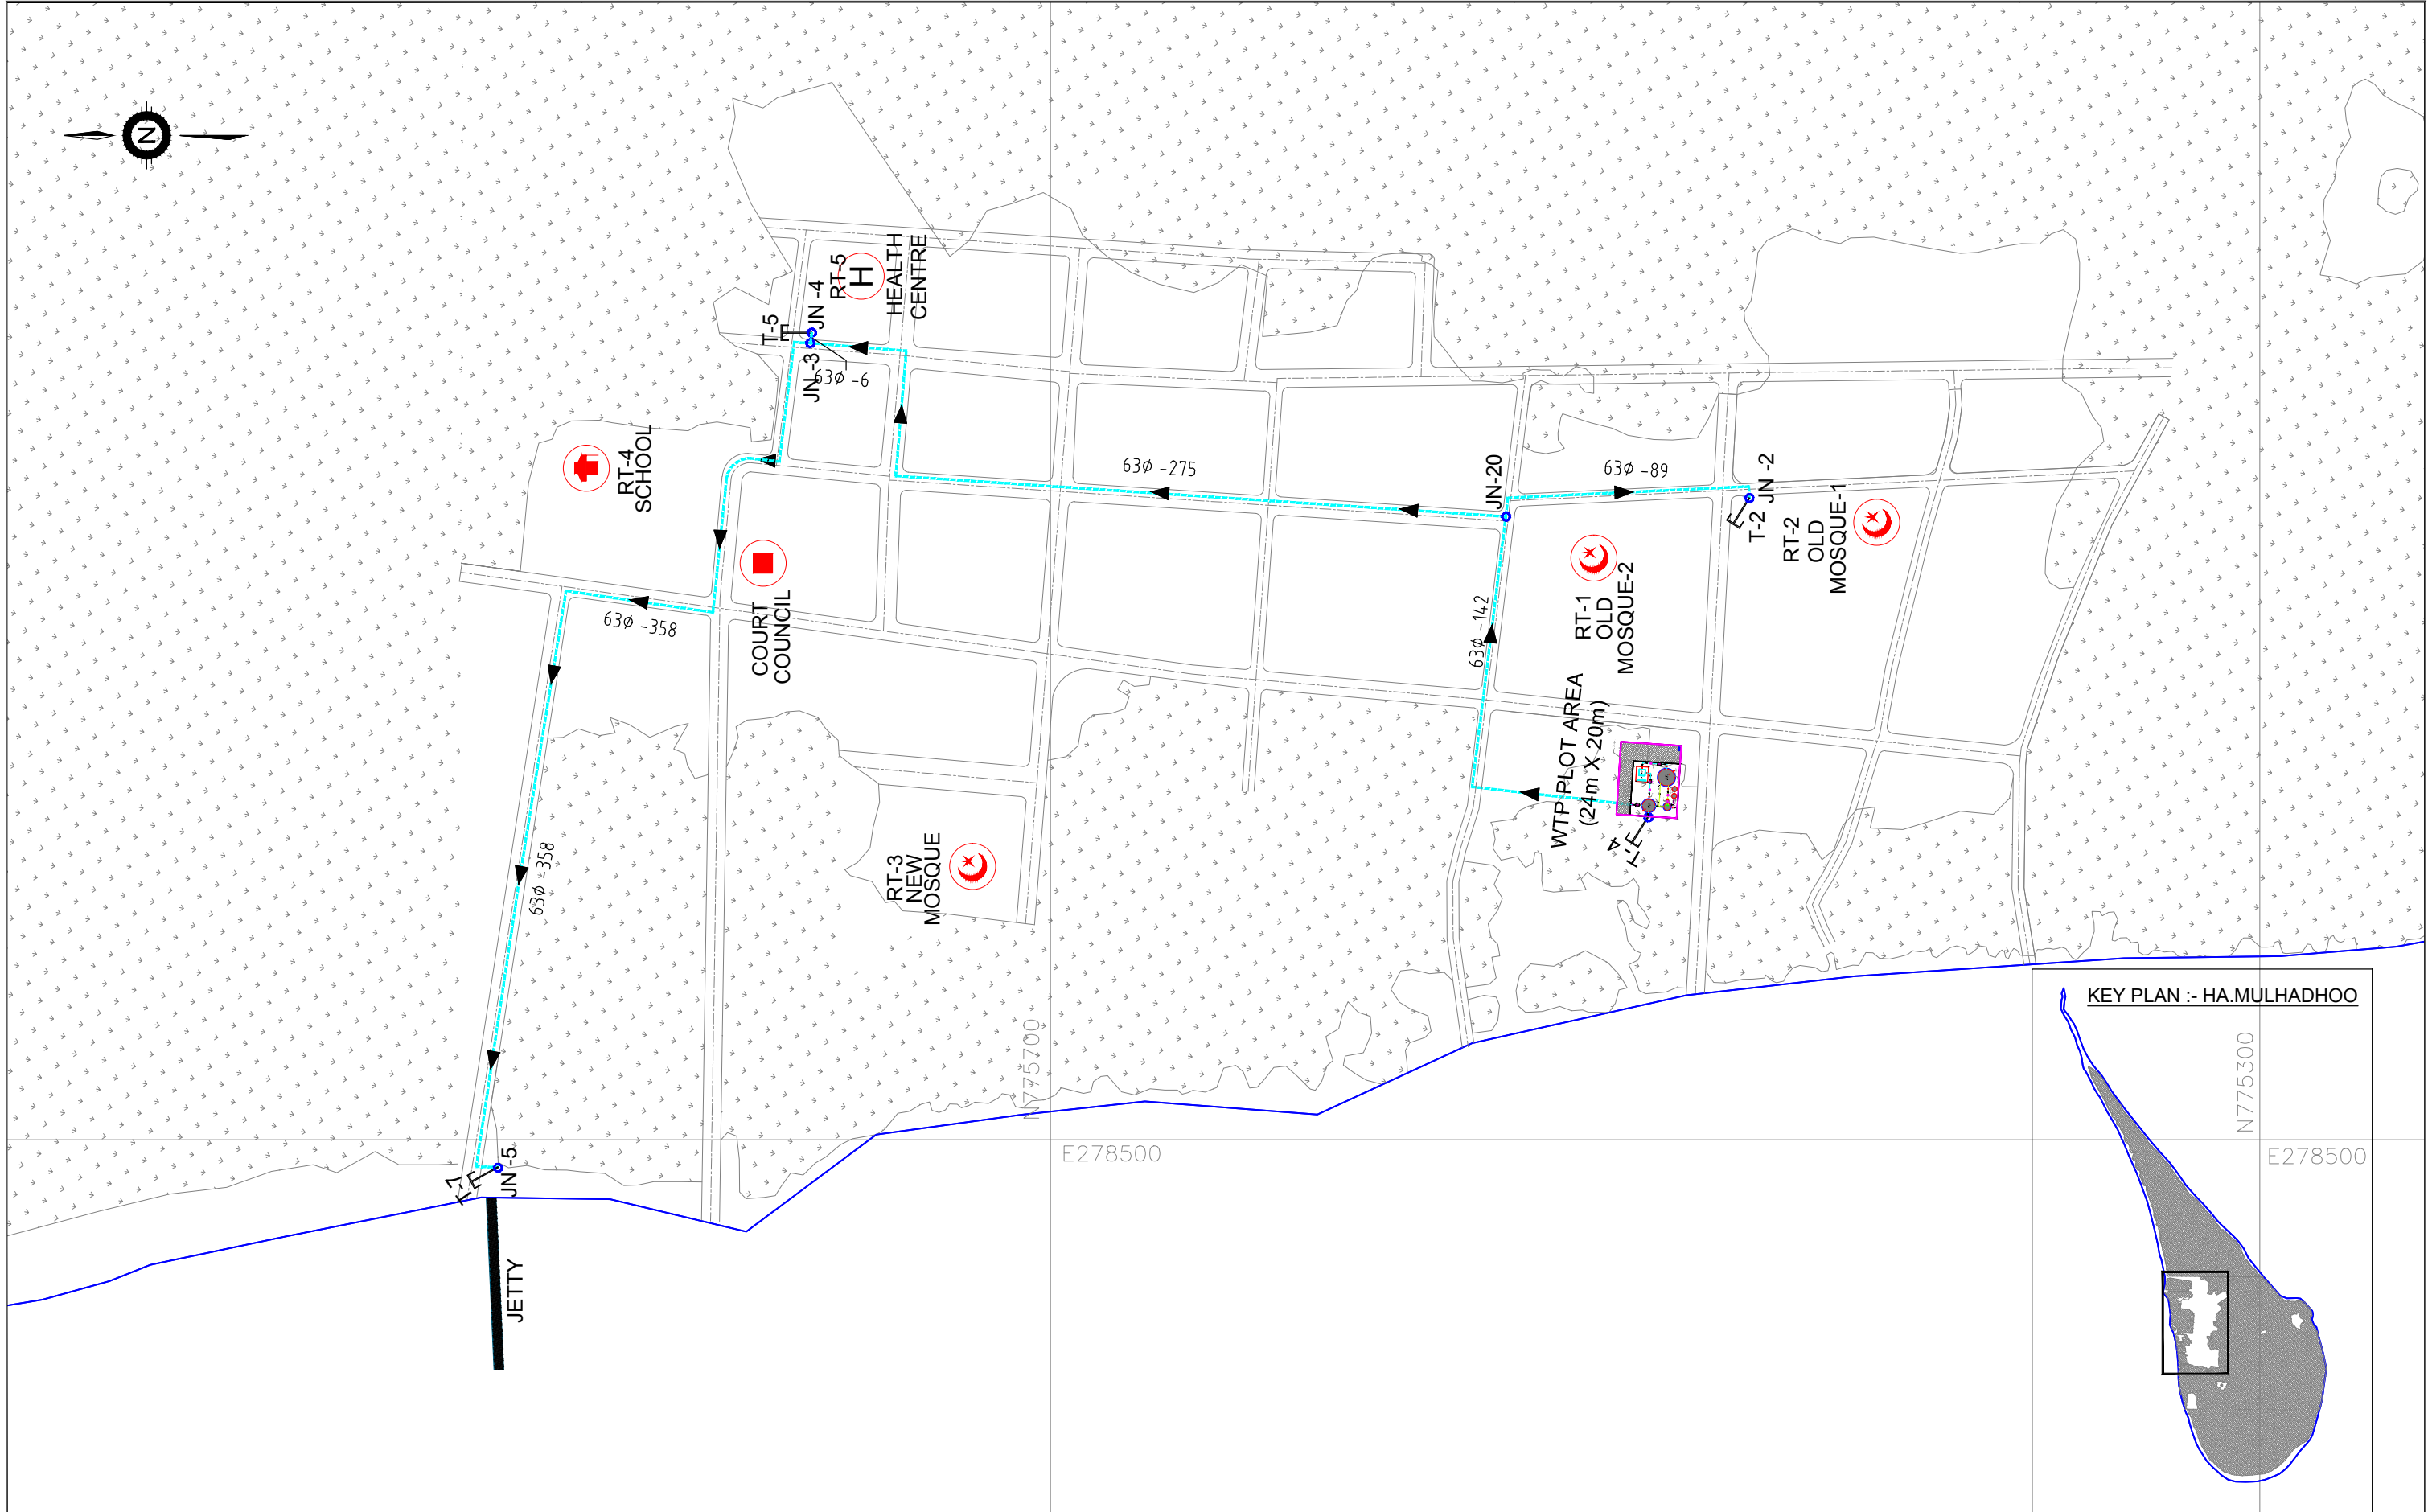 N
HEALTH
CENTRE
RT-5
H
JN -4
T-5
JN -3
63Ø -6
RT-4
SCHOOL
63Ø -275
JN-20
63Ø -89
JN -2
T-2
RT-2
OLD
MOSQUE-1
COURT
COUNCIL
63Ø -358
63Ø -142
RT-1
OLD
MOSQUE-2
WTP PLOT AREA
(24m X 20m)
RT-3
NEW
MOSQUE
63Ø -358
JN -5
JETTY
N775700
E278500
KEY PLAN :- HA.MULHADHOO
N775300
E278500